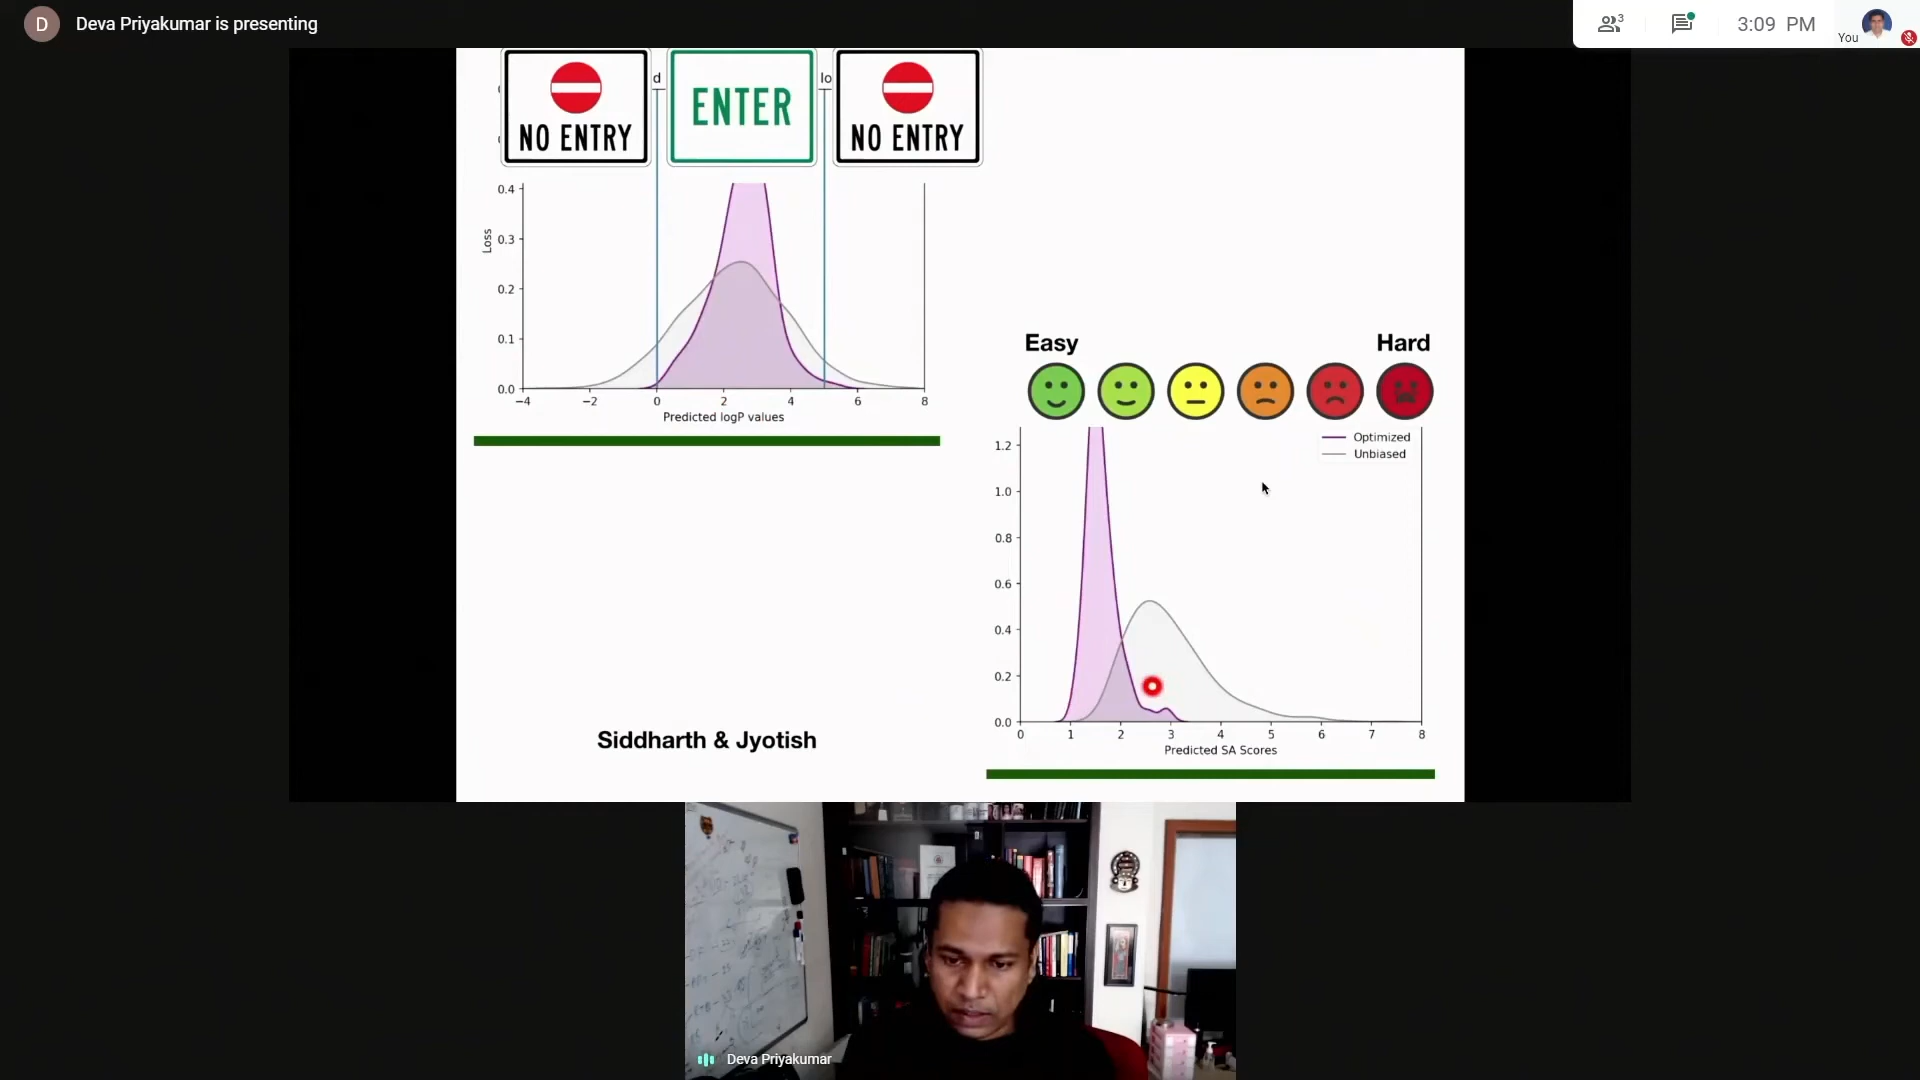 D Deva Priyakumar is presenting
3
3:09 PM
You
NO ENTRY
d
ENTER
lo
NO ENTRY
0.4
0.3
0.2
0.1
0.0
Loss
−4 −2 0 2 4 6 8
Predicted logP values
Easy Hard
Optimized
Unbiased
1.2
1.0
0.8
0.6
0.4
0.2
0.0
0 1 2 3 4 5 6 7 8
Predicted SA Scores
Siddharth & Jyotish
Deva Priyakumar